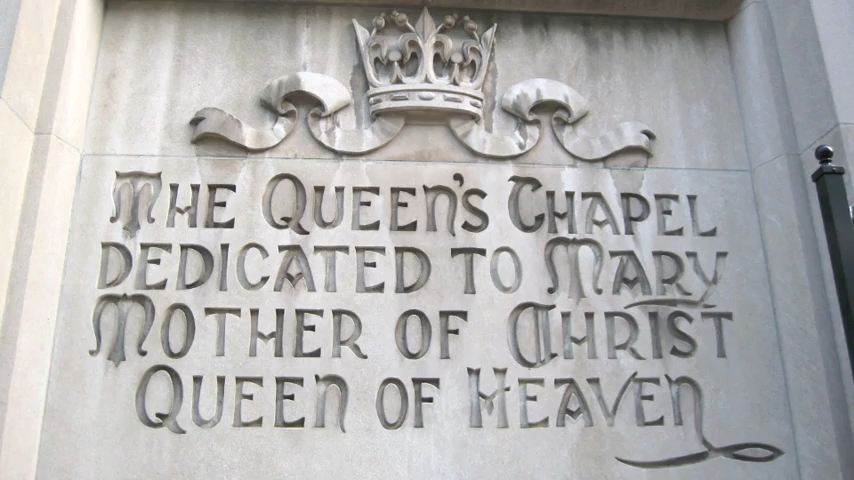 The Queen's Chapel
Dedicated to Mary
Mother of Christ
Queen of Heaven